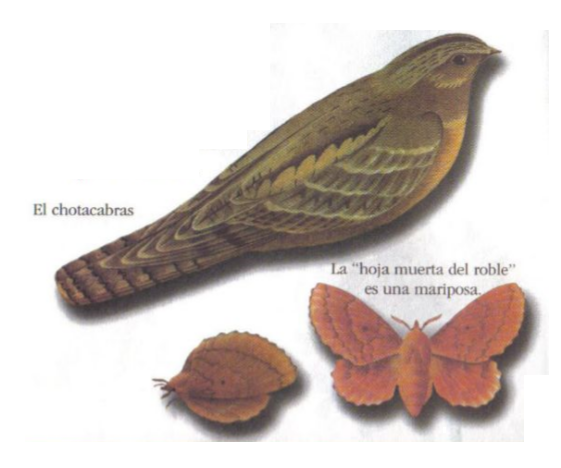 El chotacabras
La “hoja muerta del roble”
es una mariposa.